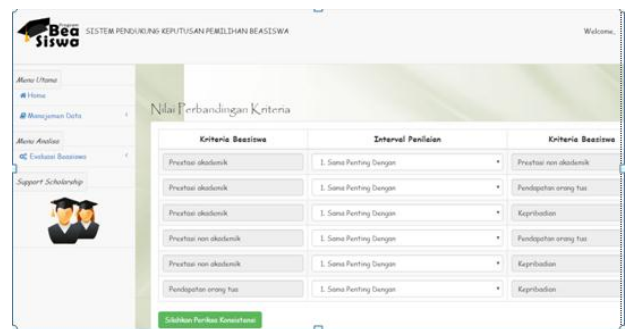 Program
Bea
Siswa
SISTEM PENDUKUNG KEPUTUSAN PEMILIHAN BEASISWA
Welcome,
Menu Utama
Home
Manajemen Data
Menu Analisa
Evaluasi Beasiswa
Support Scholarship
Nilai Perbandingan Kriteria
Kriteria Beasiswa Interval Penilaian Kriteria Beasiswa
Prestasi akademik 1. Sama Penting Dengan Prestasi non akademik
Prestasi akademik 1. Sama Penting Dengan Pendapatan orang tua
Prestasi akademik 1. Sama Penting Dengan Kepribadian
Prestasi non akademik 1. Sama Penting Dengan Pendapatan orang tua
Prestasi non akademik 1. Sama Penting Dengan Kepribadian
Pendapatan orang tua 1. Sama Penting Dengan Kepribadian
Silahkan Periksa Konsistensi